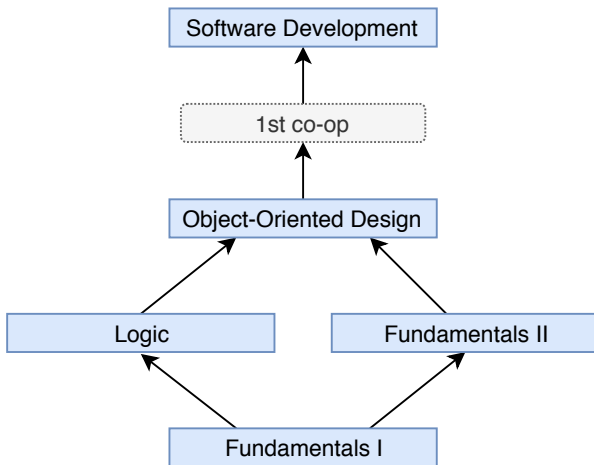 Software Development
1st co-op
Object-Oriented Design
Logic
Fundamentals II
Fundamentals I